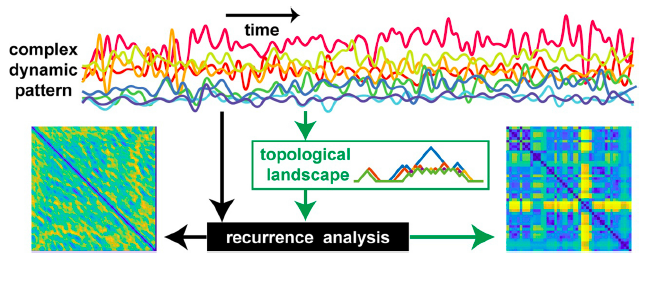 time
complex
dynamic
pattern
topological
landscape
recurrence analysis